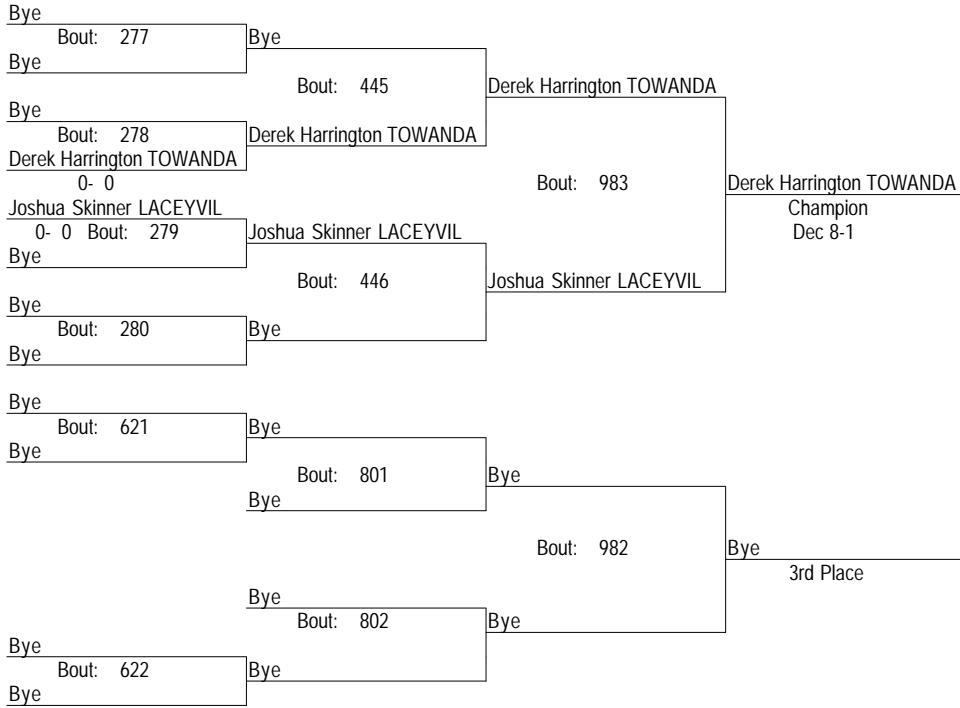 Bye
Bout: 277 Bye
Bye
Bout: 445 Derek Harrington TOWANDA
Bye
Bout: 278 Derek Harrington TOWANDA
Derek Harrington TOWANDA
0- 0 Bout: 983 Derek Harrington TOWANDA
Joshua Skinner LACEYVIL Champion
0- 0 Bout: 279 Joshua Skinner LACEYVIL Dec 8-1
Bye
Bout: 446 Joshua Skinner LACEYVIL
Bye
Bout: 280 Bye
Bye
Bye
Bout: 621 Bye
Bye
Bout: 801 Bye
Bye
Bout: 982 Bye
3rd Place
Bye
Bout: 802 Bye
Bye
Bout: 622 Bye
Bye